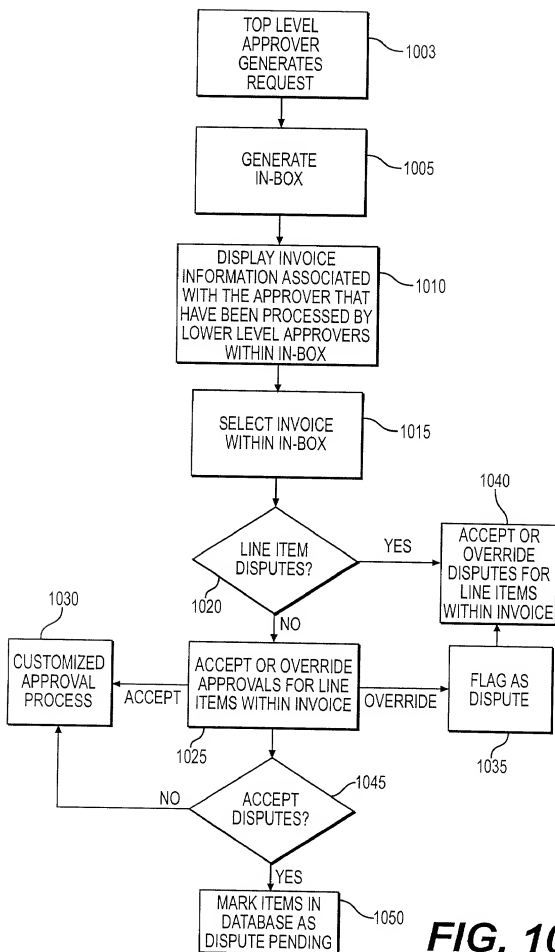 TOP LEVEL
APPROVER
GENERATES
REQUEST
1003
GENERATE
IN-BOX
1005
DISPLAY INVOICE
INFORMATION ASSOCIATED
WITH THE APPROVER THAT
HAVE BEEN PROCESSED BY
LOWER LEVEL APPROVERS
WITHIN IN-BOX
1010
SELECT INVOICE
WITHIN IN-BOX
1015
LINE ITEM
DISPUTES?
1020
YES
NO
1040
ACCEPT OR
OVERRIDE
DISPUTES FOR
LINE ITEMS
WITHIN INVOICE
1030
CUSTOMIZED
APPROVAL
PROCESS
ACCEPT
ACCEPT OR OVERRIDE
APPROVALS FOR LINE
ITEMS WITHIN INVOICE
1025
OVERRIDE
FLAG AS
DISPUTE
1035
ACCEPT
DISPUTES?
1045
NO
YES
MARK ITEMS IN
DATABASE AS
DISPUTE PENDING
1050
FIG. 10